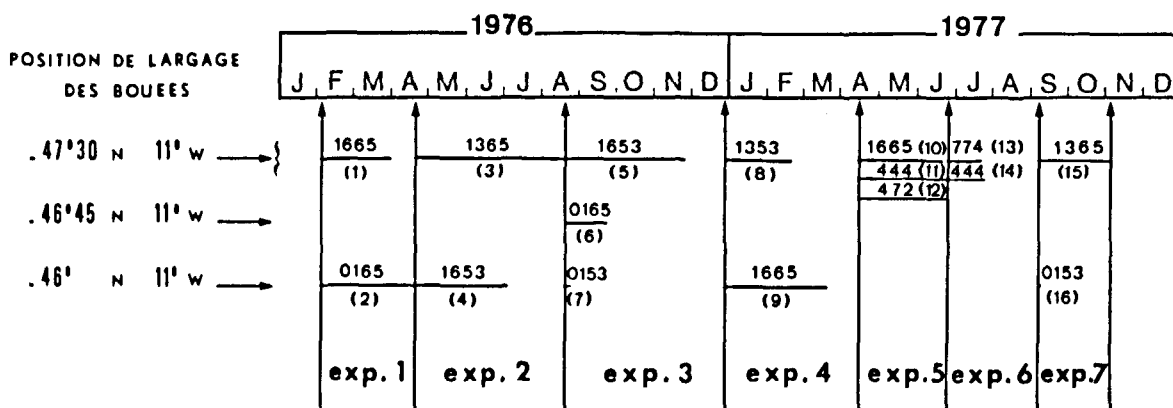 1976 1977
POSITION DE LARGAGE
DES BOUEES
J F M A M J J A S O N D J F M A M J J A S O N D
.47°30 N 11° W
1665 1365 1653 1353 1665 (10) 774 (13) 1365
(1) (3) (5) (8) 444 (11) 444 (14) (15)
472 (12)
.46°45 N 11° W
0165
(6)
.46° N 11° W
0165 1653 0153 1665 0153
(2) (4) (7) (9) (16)
exp. 1 exp. 2 exp. 3 exp. 4 exp.5 exp. 6 exp.7